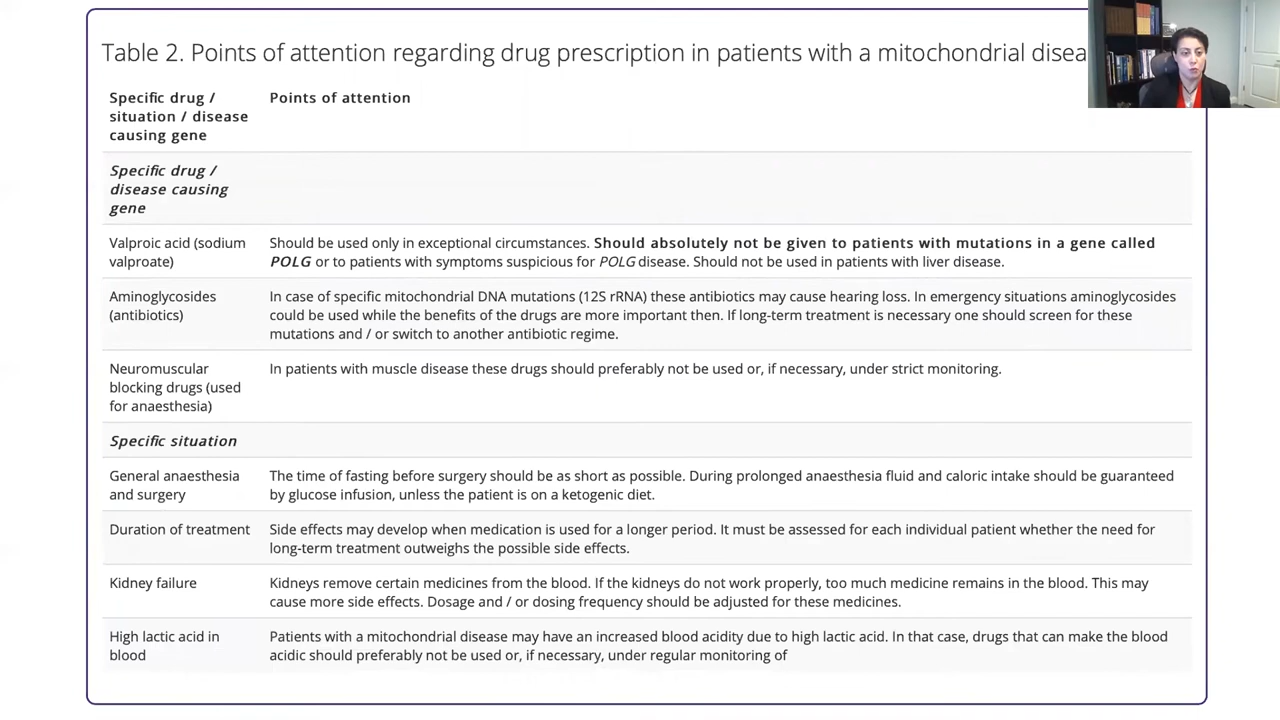 Table 2. Points of attention regarding drug prescription in patients with a mitochondrial disea
Specific drug /
situation / disease
causing gene
Points of attention
Specific drug /
disease causing
gene
Valproic acid (sodium
valproate)
Should be used only in exceptional circumstances. Should absolutely not be given to patients with mutations in a gene called
POLG or to patients with symptoms suspicious for POLG disease. Should not be used in patients with liver disease.
Aminoglycosides
(antibiotics)
In case of specific mitochondrial DNA mutations (12S rRNA) these antibiotics may cause hearing loss. In emergency situations aminoglycosides
could be used while the benefits of the drugs are more important then. If long-term treatment is necessary one should screen for these
mutations and / or switch to another antibiotic regime.
Neuromuscular
blocking drugs (used
for anaesthesia)
In patients with muscle disease these drugs should preferably not be used or, if necessary, under strict monitoring.
Specific situation
General anaesthesia
and surgery
The time of fasting before surgery should be as short as possible. During prolonged anaesthesia fluid and caloric intake should be guaranteed
by glucose infusion, unless the patient is on a ketogenic diet.
Duration of treatment
Side effects may develop when medication is used for a longer period. It must be assessed for each individual patient whether the need for
long-term treatment outweighs the possible side effects.
Kidney failure
Kidneys remove certain medicines from the blood. If the kidneys do not work properly, too much medicine remains in the blood. This may
cause more side effects. Dosage and / or dosing frequency should be adjusted for these medicines.
High lactic acid in
blood
Patients with a mitochondrial disease may have an increased blood acidity due to high lactic acid. In that case, drugs that can make the blood
acidic should preferably not be used or, if necessary, under regular monitoring of